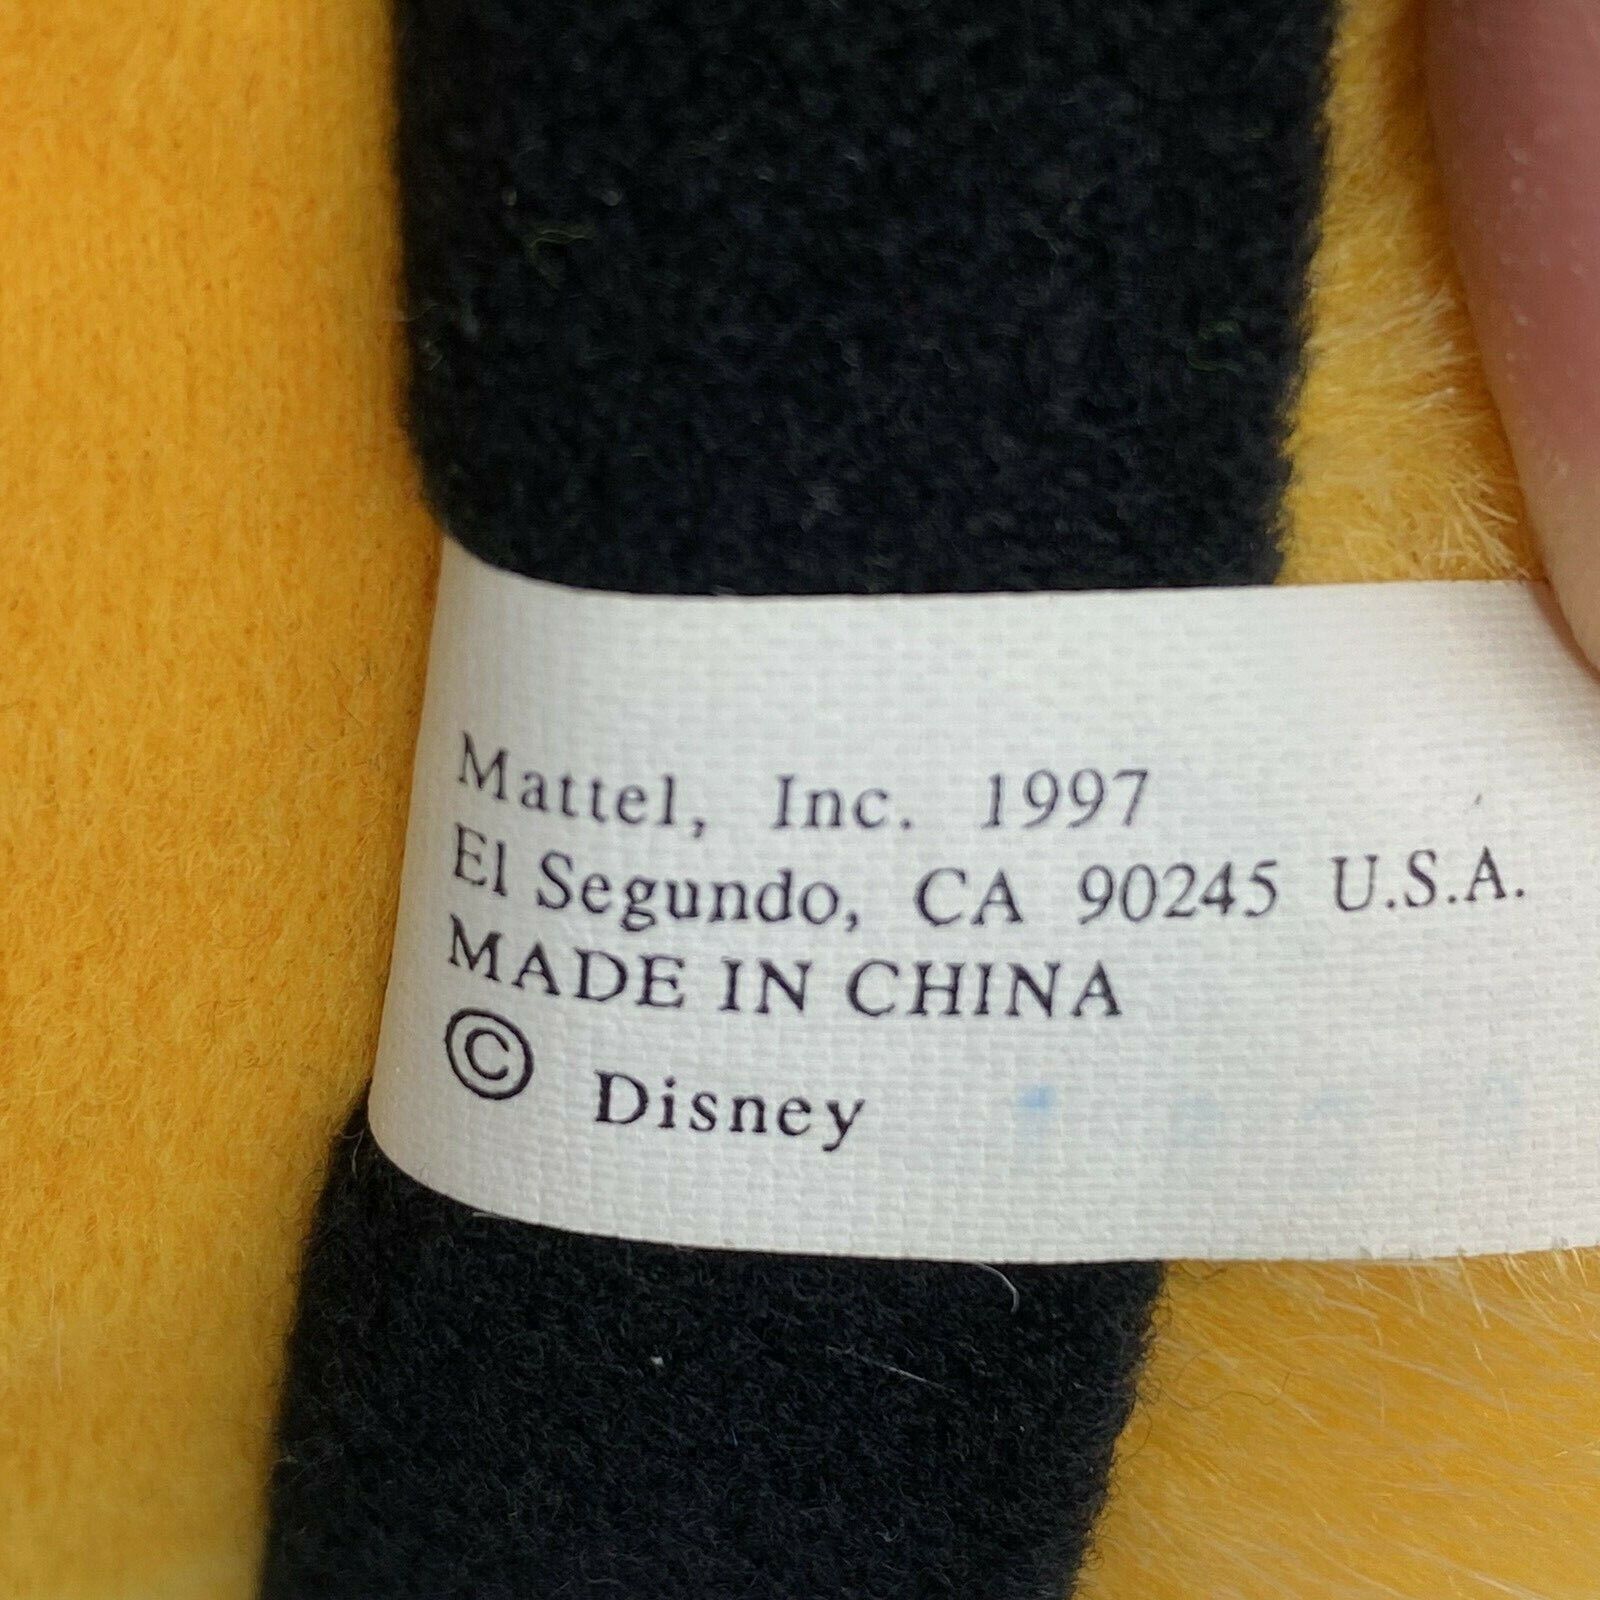 Mattel, Inc. 1997
El Segundo, CA 90245 U.S.A.
MADE IN CHINA
© Disney